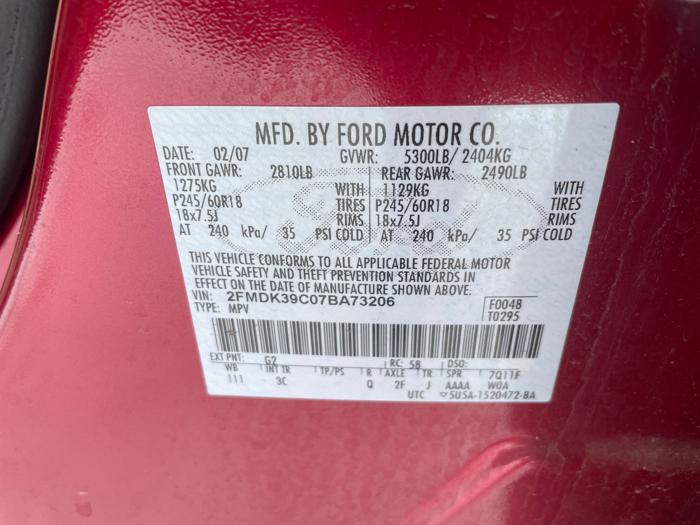 MFD. BY FORD MOTOR CO.
DATE: 02/07 GVWR: 5300LB/ 2404KG
FRONT GAWR: 2810LB REAR GAWR: 2490LB
1275KG WITH 1129KG WITH
P245/60R18 TIRES P245/60R18 TIRES
18x7.5J RIMS 18x7.5J RIMS
AT 240 kPa/ 35 PSI COLD AT 240 kPa/ 35 PSI COLD
THIS VEHICLE CONFORMS TO ALL APPLICABLE FEDERAL MOTOR
VEHICLE SAFETY AND THEFT PREVENTION STANDARDS IN
EFFECT ON THE DATE OF MANUFACTURE SHOWN ABOVE.
VIN: 2FMDK39C07BA73206 F0048
TYPE: MPV T0295
EXT PNT: G2 RC: 58 DSO:
WB INT TR TP/PS R AXLE TR SPR 7Q11F
111 3C Q 2F J AAAA W0A
UTC 5U5A-1520472-8A